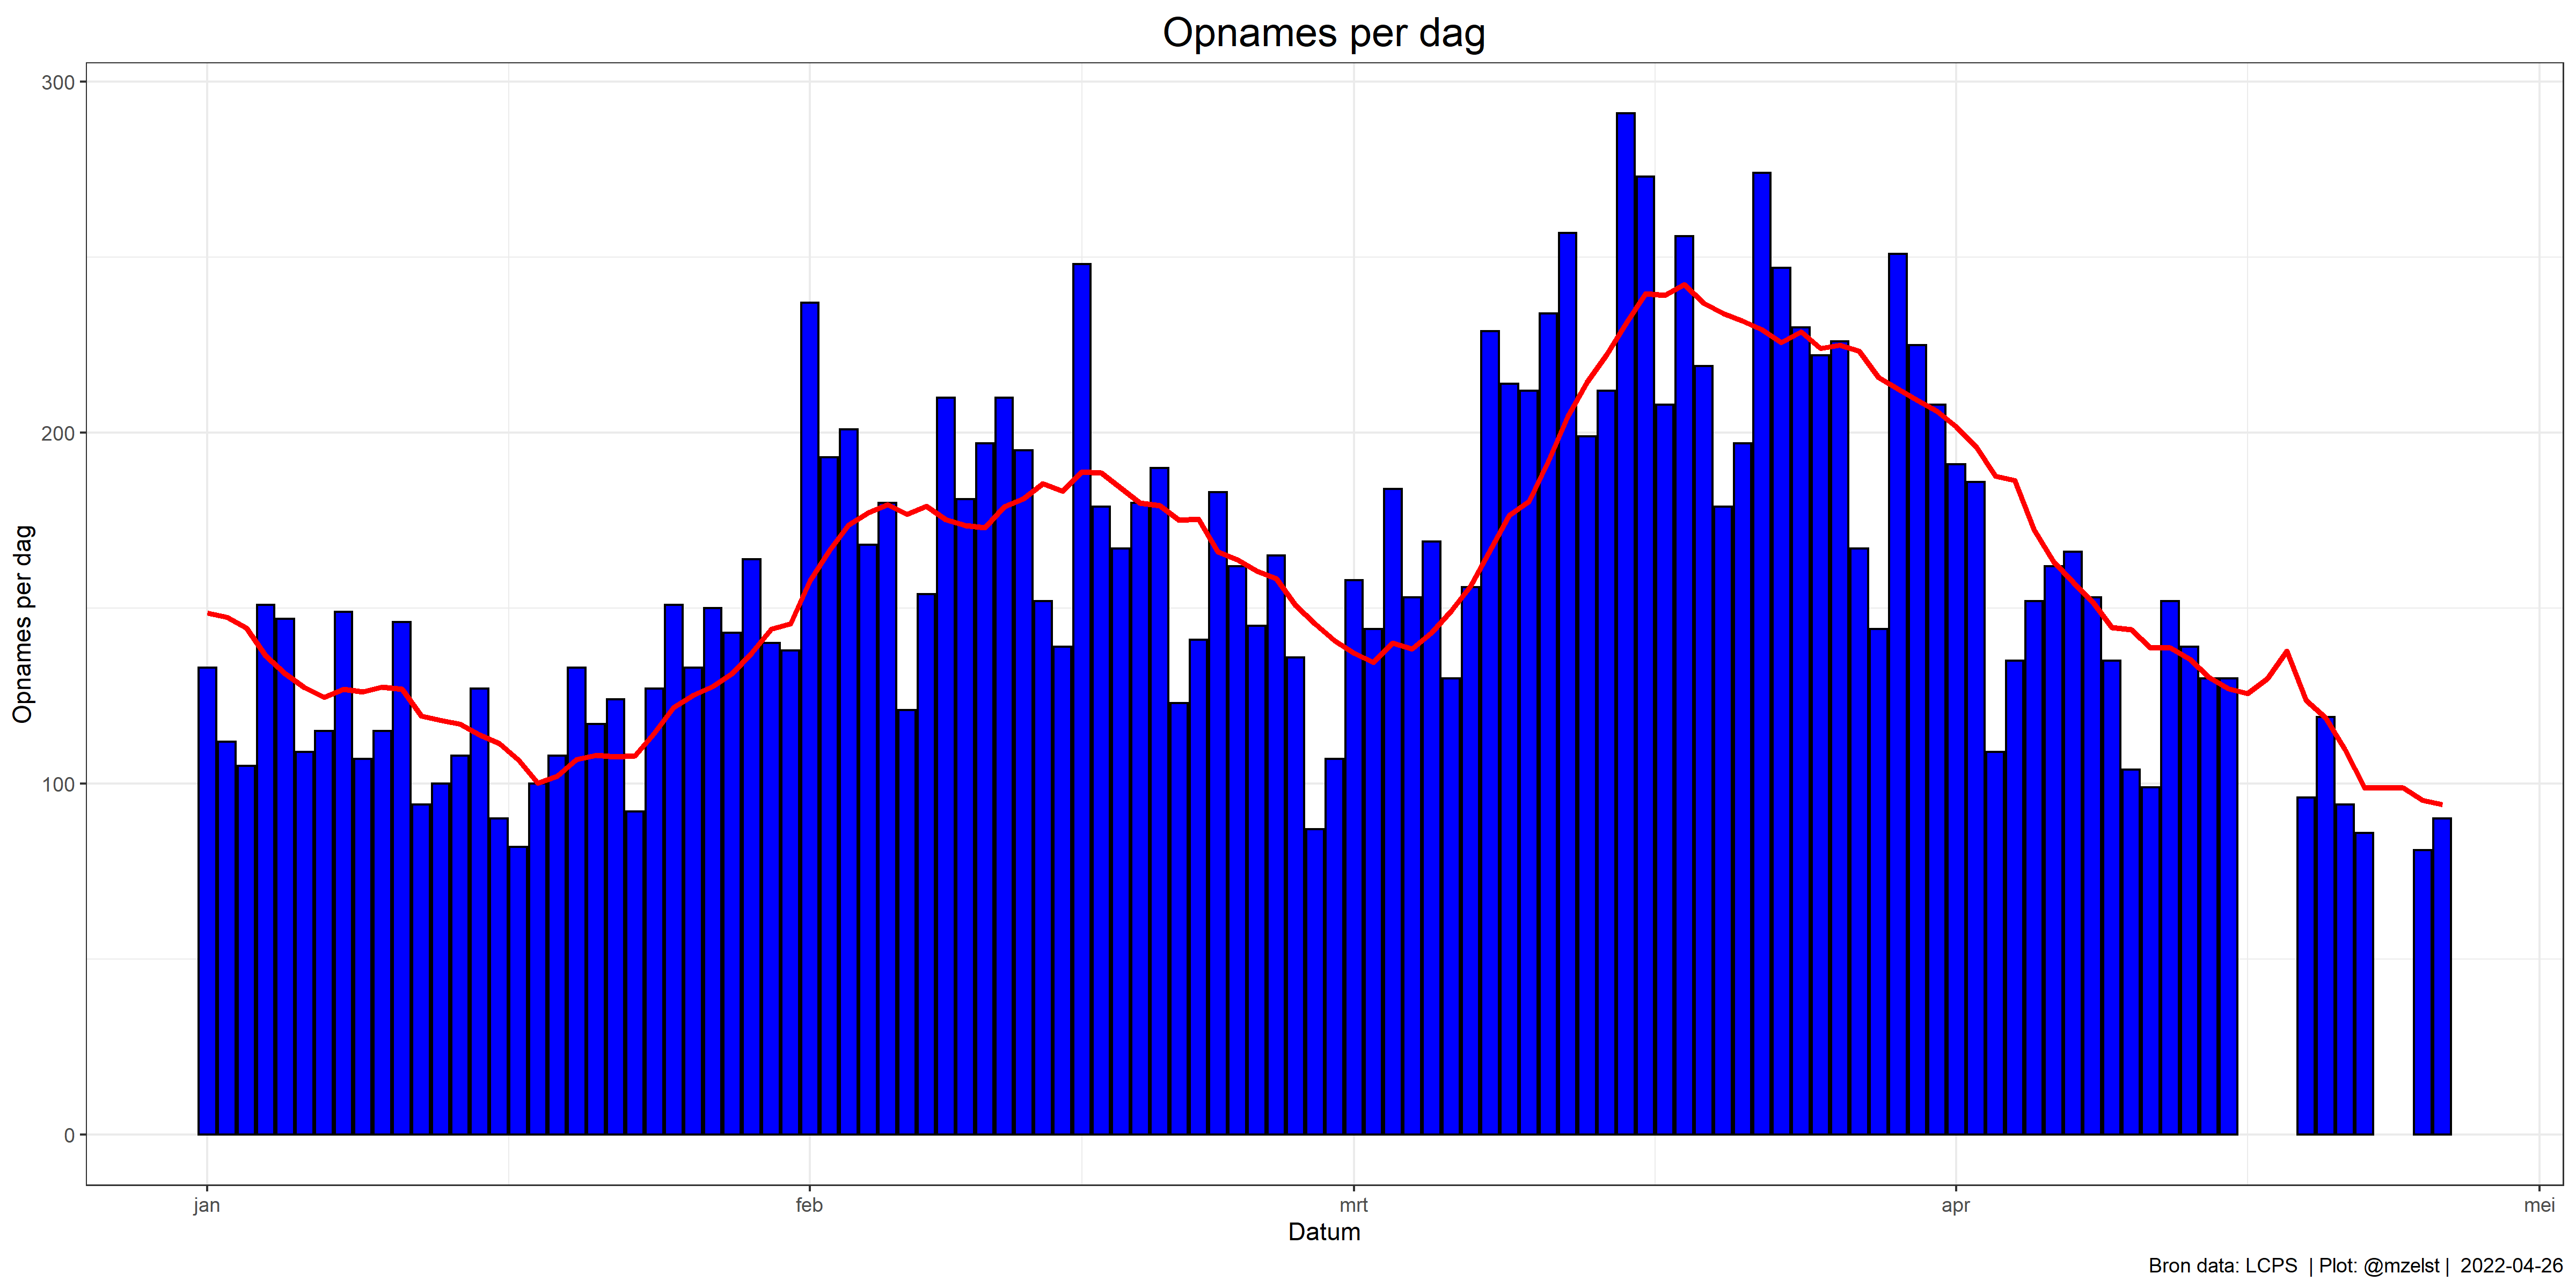 Opnames per dag
300
200
100
0
Opnames per dag
jan feb mrt apr mei
Datum
Bron data: LCPS | Plot: @mzelst | 2022-04-26